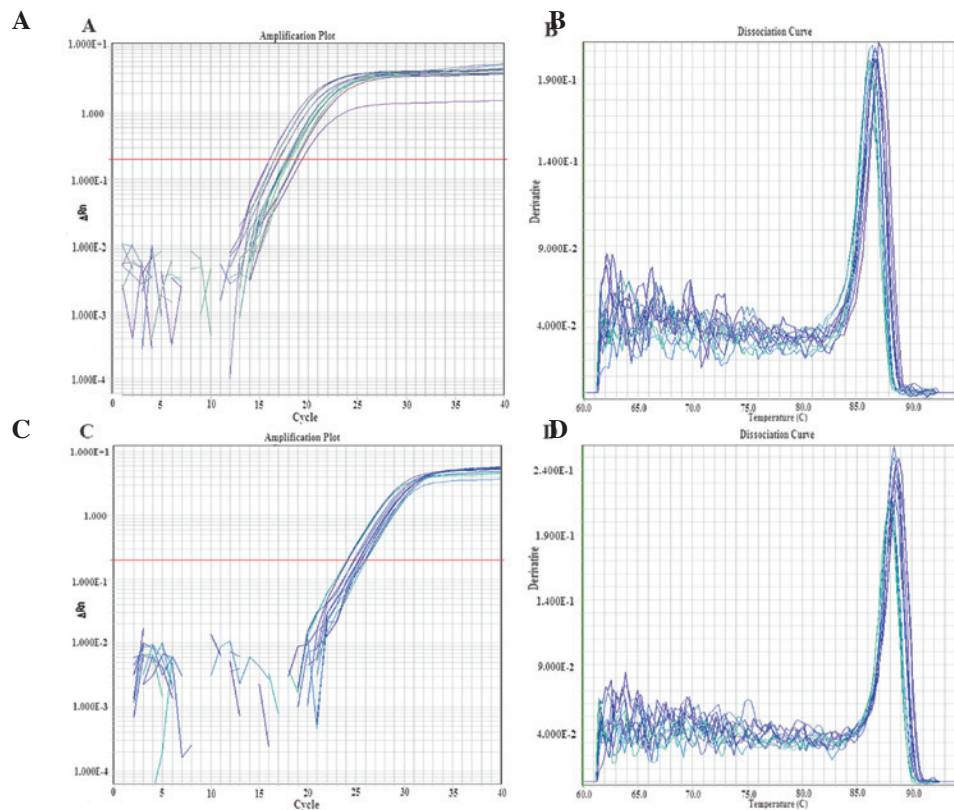 A
A
Amplification Plot
1.000E+1
1.000
1.000E-1
1.000E-2
1.000E-3
1.000E-4
ΔRn
0
5
10
15
20
25
30
35
40
Cycle
B
B
Dissociation Curve
1.900E-1
1.400E-1
9.000E-2
4.000E-2
Derivative
60.0
65.0
70.0
75.0
80.0
85.0
90.0
Temperature (C)
C
C
Amplification Plot
1.000E+1
1.000
1.000E-1
1.000E-2
1.000E-3
1.000E-4
ΔRn
0
5
10
15
20
25
30
35
40
Cycle
D
D
Dissociation Curve
2.400E-1
1.900E-1
1.400E-1
9.000E-2
4.000E-2
Derivative
60.0
65.0
70.0
75.0
80.0
85.0
90.0
Temperature (C)